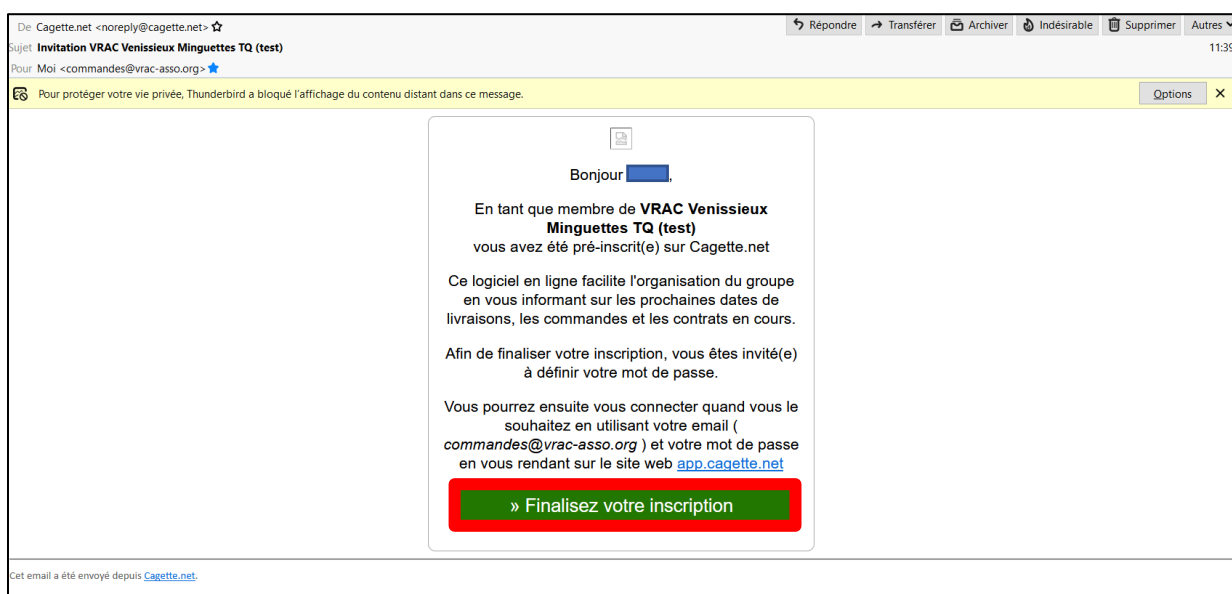 De Cagette.net <noreply@cagette.net>
Répondre Transférer Archiver Indésirable Supprimer Autres
Sujet Invitation VRAC Venissieux Minguettes TQ (test)
11:39
Pour Moi <commandes@vrac-asso.org>
Pour protéger votre vie privée, Thunderbird a bloqué l'affichage du contenu distant dans ce message.
Options
Bonjour ,
En tant que membre de VRAC Venissieux
Minguettes TQ (test)
vous avez été pré-inscrit(e) sur Cagette.net
Ce logiciel en ligne facilite l'organisation du groupe
en vous informant sur les prochaines dates de
livraisons, les commandes et les contrats en cours.
Afin de finaliser votre inscription, vous êtes invité(e)
à définir votre mot de passe.
Vous pourrez ensuite vous connecter quand vous le
souhaitez en utilisant votre email (
commandes@vrac-asso.org ) et votre mot de passe
en vous rendant sur le site web app.cagette.net
» Finalisez votre inscription
Cet email a été envoyé depuis Cagette.net.